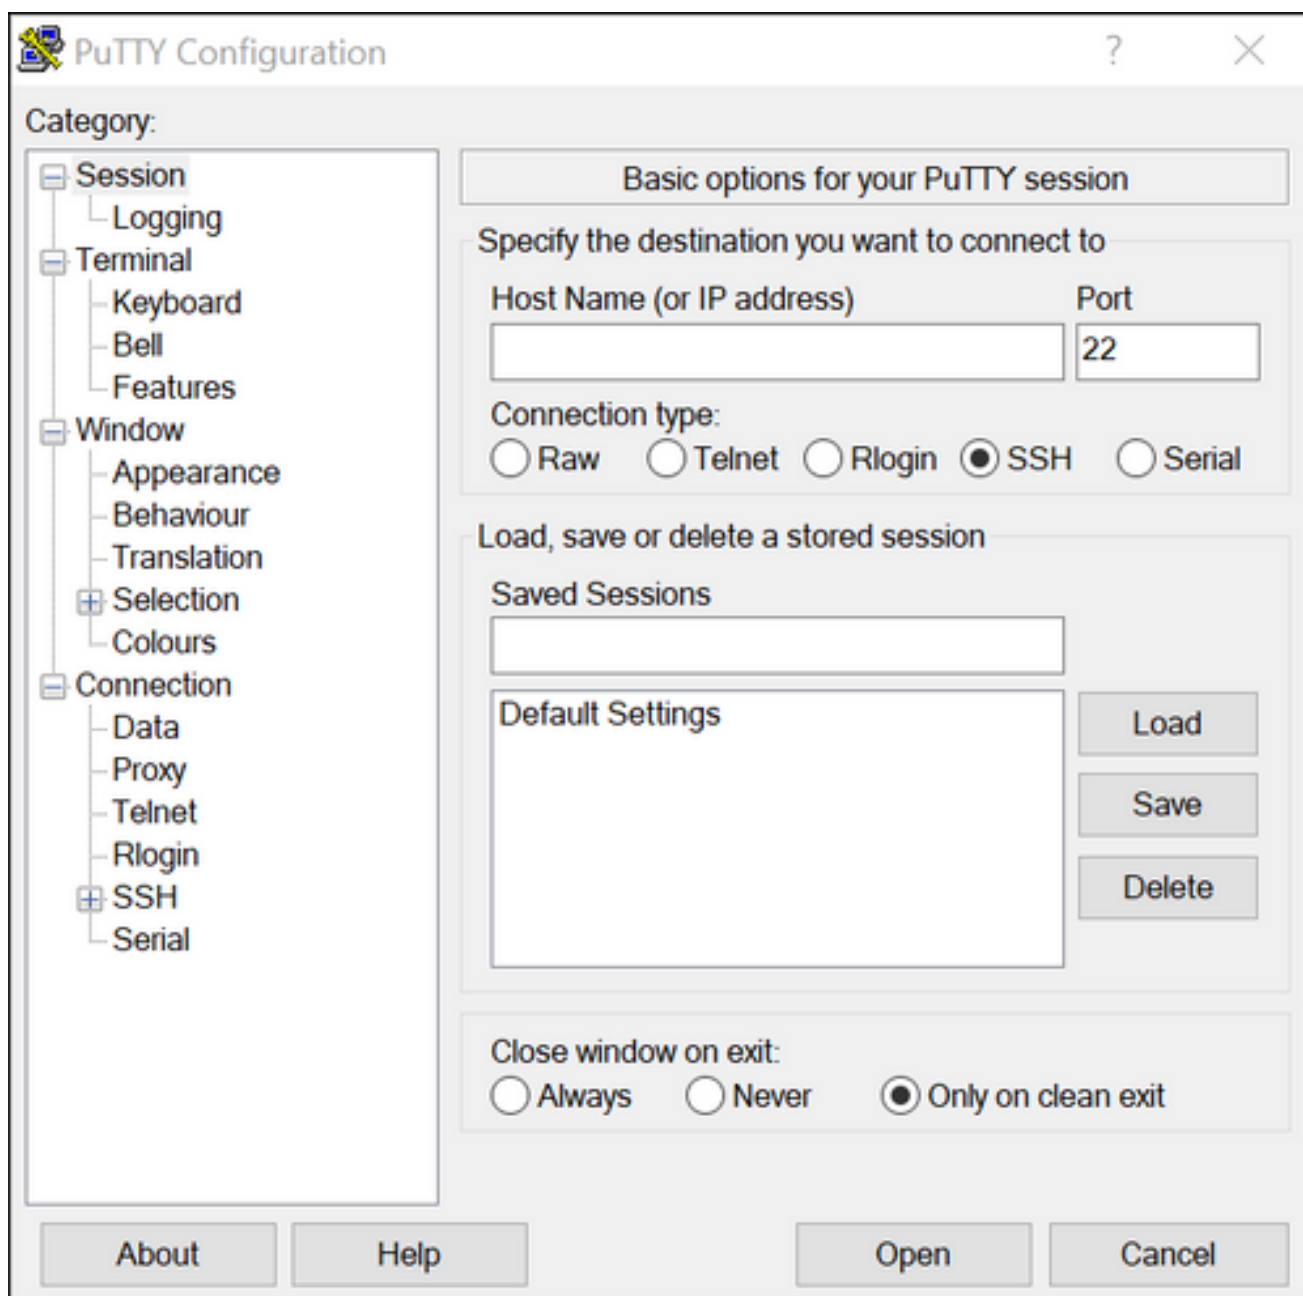 PuTTY Configuration
Category:
Session
Logging
Terminal
Keyboard
Bell
Features
Window
Appearance
Behaviour
Translation
Selection
Colours
Connection
Data
Proxy
Telnet
Rlogin
SSH
Serial
Basic options for your PuTTY session
Specify the destination you want to connect to
Host Name (or IP address) Port
22
Connection type:
Raw Telnet Rlogin SSH Serial
Load, save or delete a stored session
Saved Sessions
Default Settings
Load
Save
Delete
Close window on exit:
Always Never Only on clean exit
About Help Open Cancel